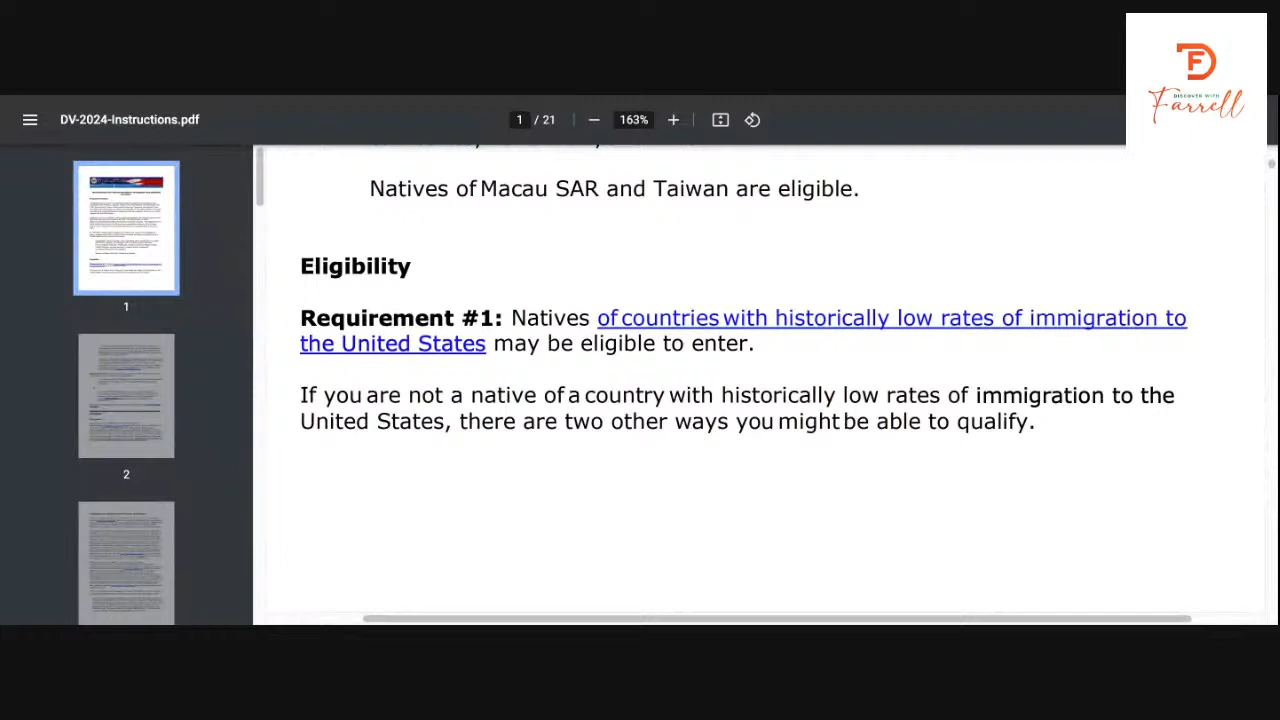 DISCOVER WITH
Farrell
DV-2024-Instructions.pdf
1 / 21
163%
Natives of Macau SAR and Taiwan are eligible.
Eligibility
Requirement #1: Natives of countries with historically low rates of immigration to
the United States may be eligible to enter.
If you are not a native of a country with historically low rates of immigration to the
United States, there are two other ways you might be able to qualify.
1
2